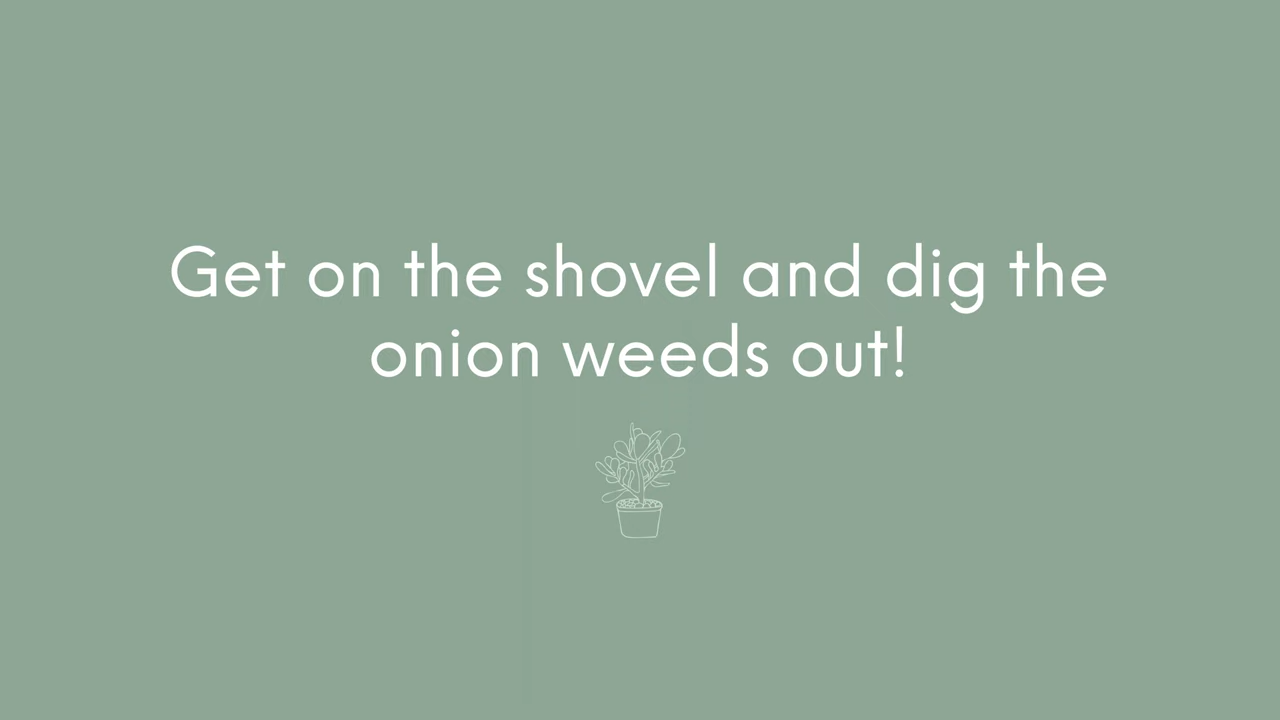 Get on the shovel and dig the
onion weeds out!